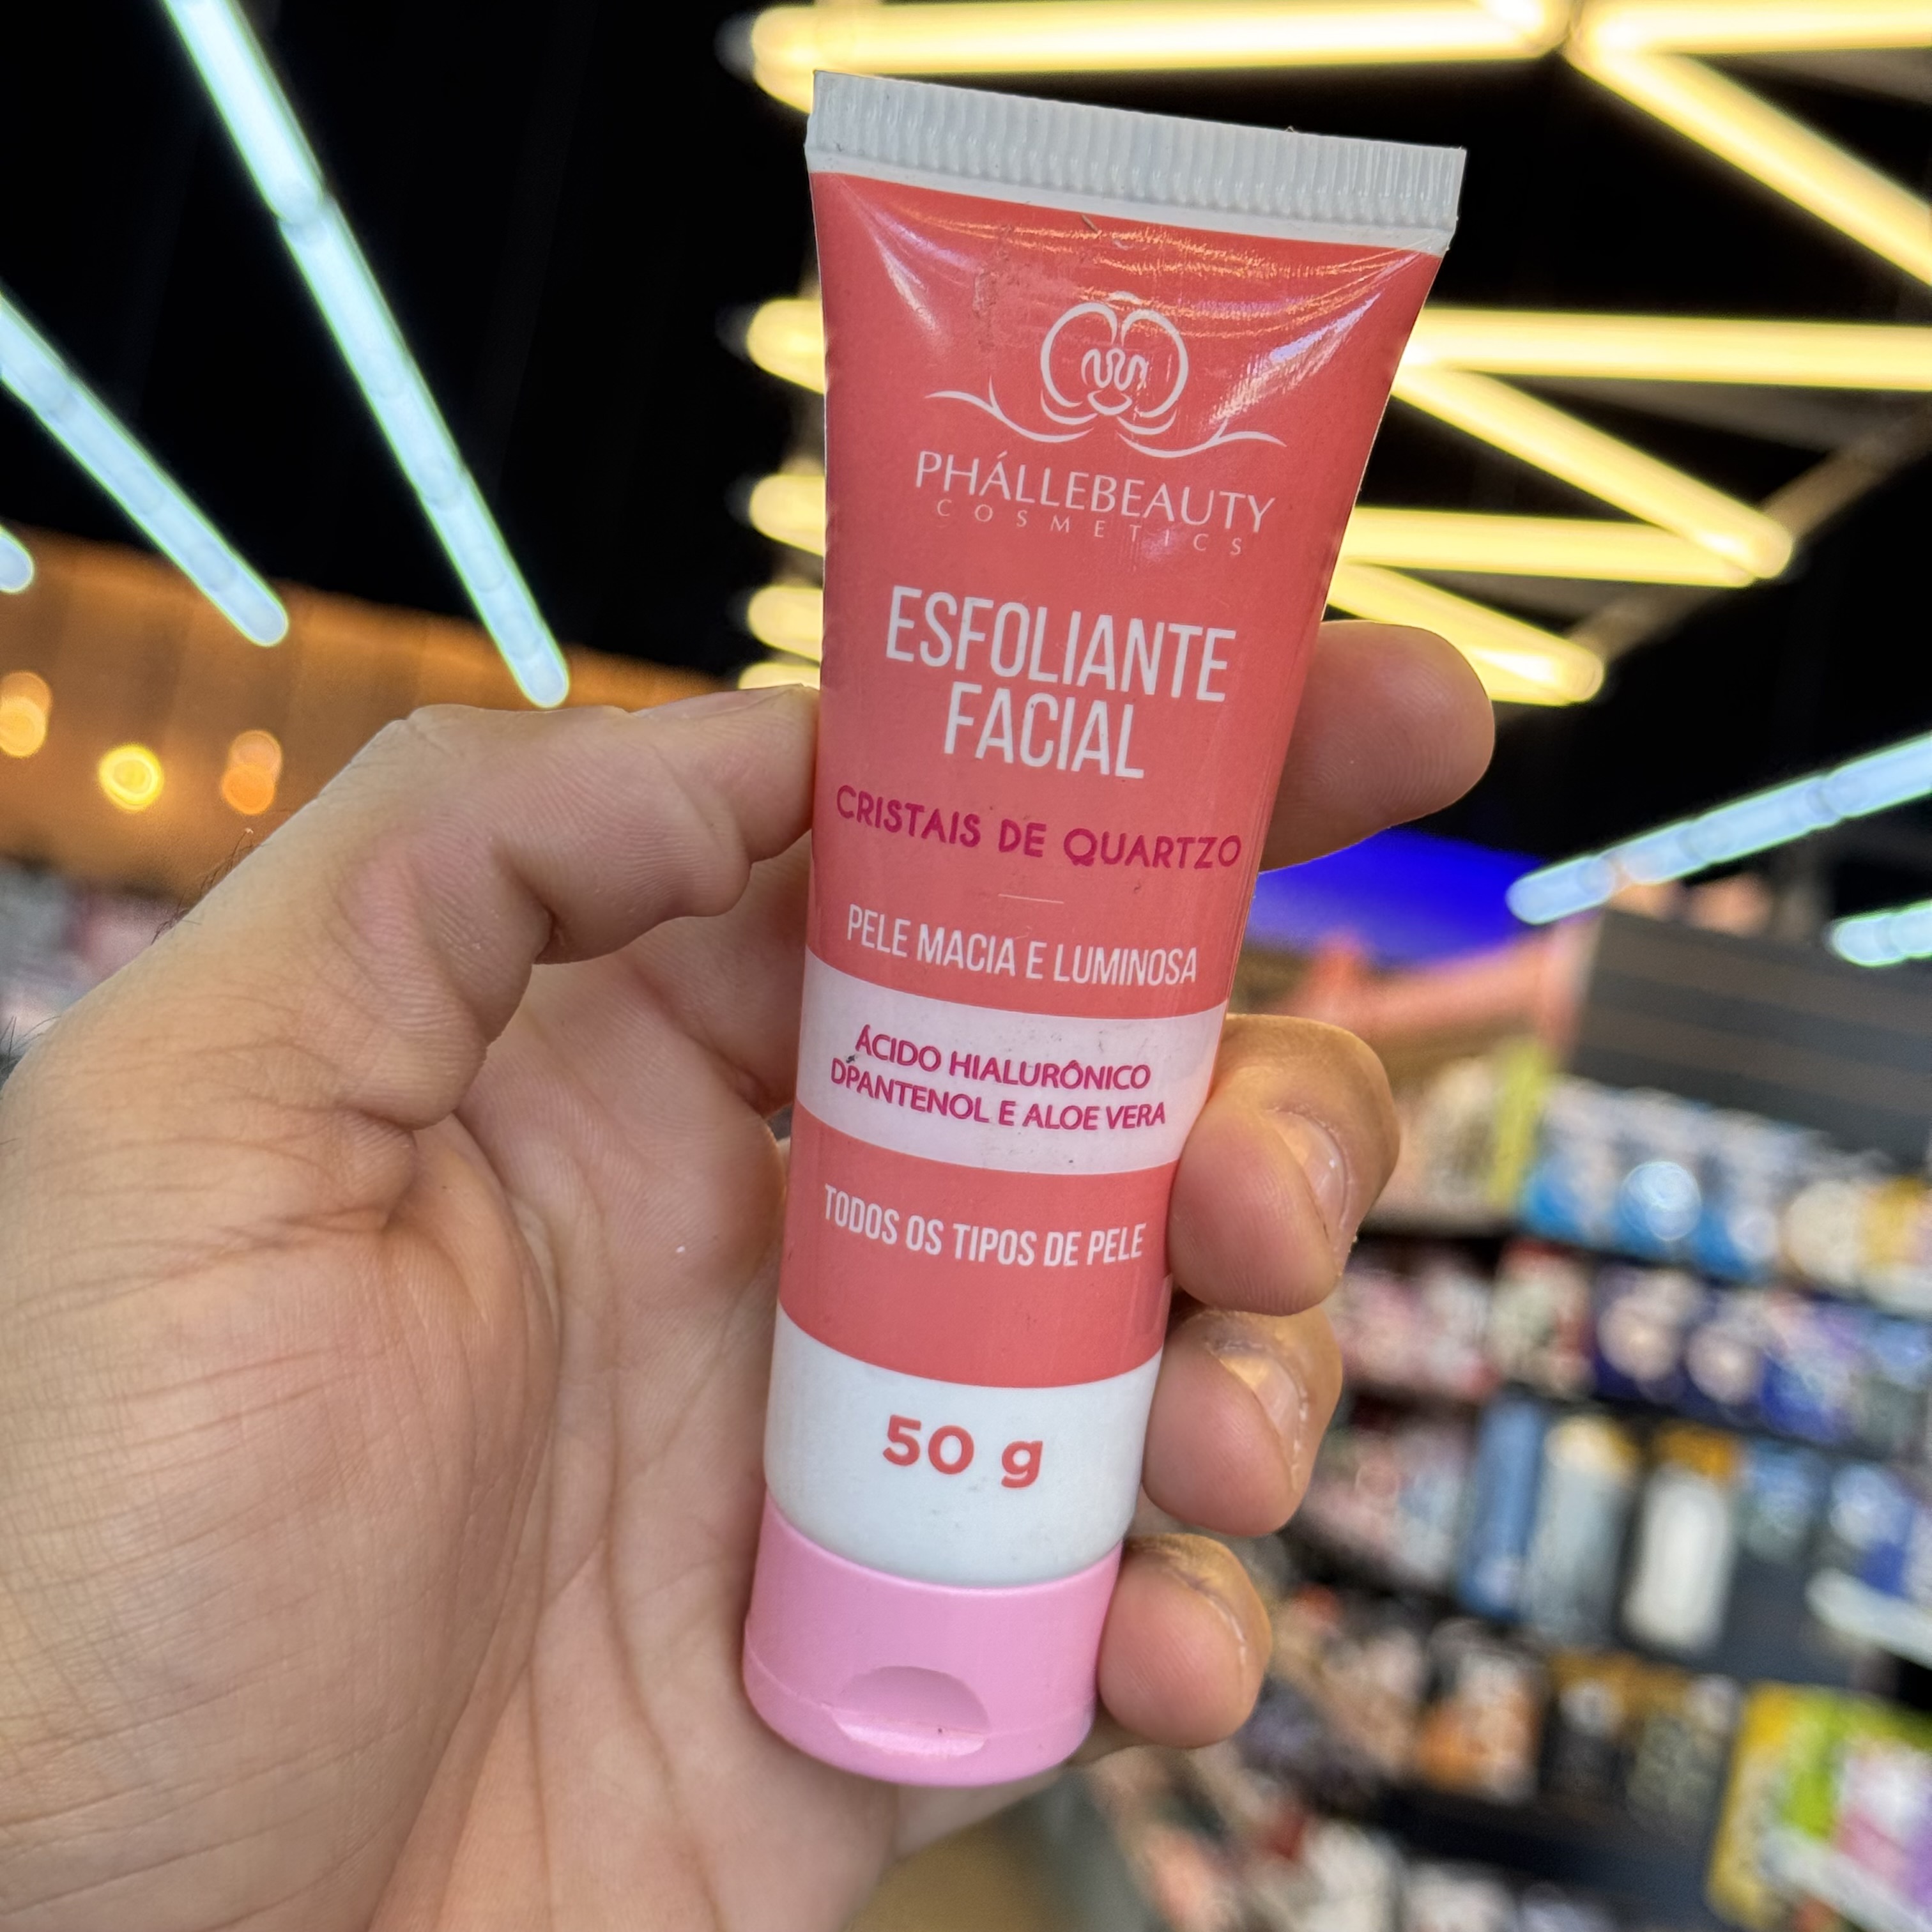 PHÁLLEBEAUTY
COSMETICS
ESFOLIANTE
FACIAL
CRISTAIS DE QUARTZO
PELE MACIA E LUMINOSA
ÁCIDO HIALURÔNICO
DPANTENOL E ALOE VERA
TODOS OS TIPOS DE PELE
50 g